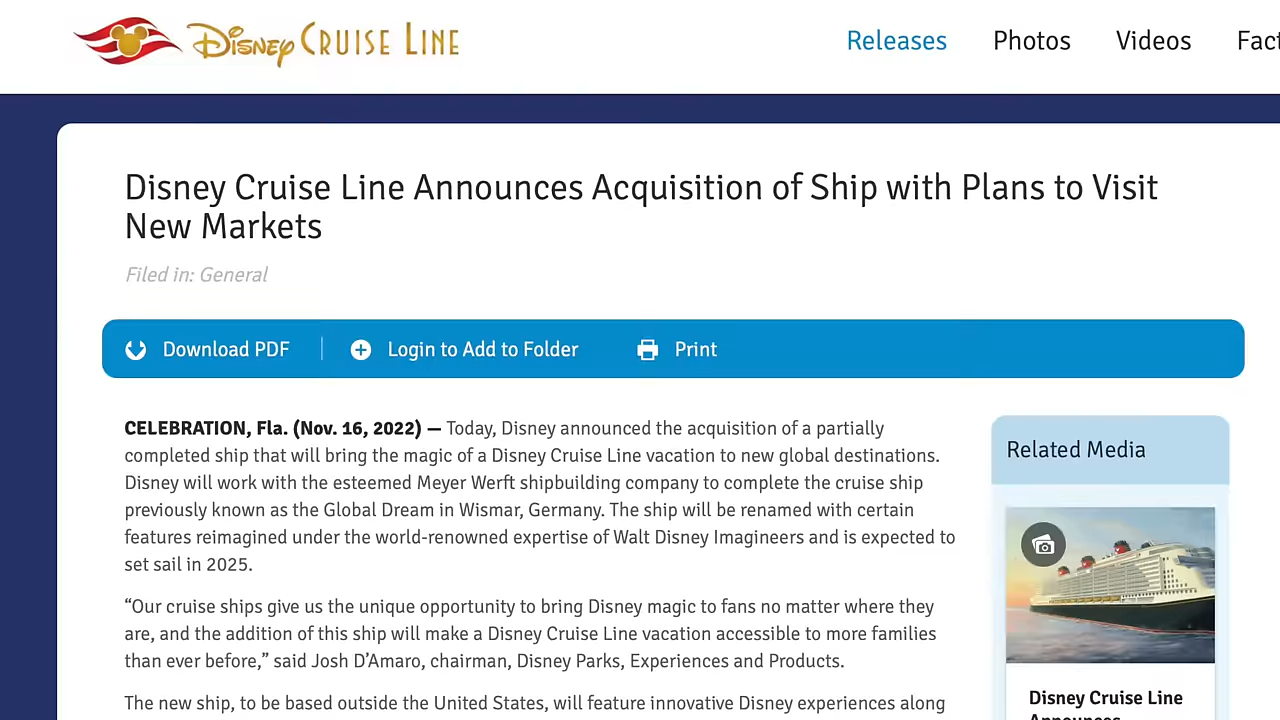 Disney Cruise Line
Releases
Photos
Videos
Fact
Disney Cruise Line Announces Acquisition of Ship with Plans to Visit
New Markets
Filed in: General
Download PDF
Login to Add to Folder
Print
CELEBRATION, Fla. (Nov. 16, 2022) — Today, Disney announced the acquisition of a partially
completed ship that will bring the magic of a Disney Cruise Line vacation to new global destinations.
Disney will work with the esteemed Meyer Werft shipbuilding company to complete the cruise ship
previously known as the Global Dream in Wismar, Germany. The ship will be renamed with certain
features reimagined under the world-renowned expertise of Walt Disney Imagineers and is expected to
set sail in 2025.
“Our cruise ships give us the unique opportunity to bring Disney magic to fans no matter where they
are, and the addition of this ship will make a Disney Cruise Line vacation accessible to more families
than ever before,” said Josh D’Amaro, chairman, Disney Parks, Experiences and Products.
The new ship, to be based outside the United States, will feature innovative Disney experiences along
Related Media
Disney Cruise Line
Announces